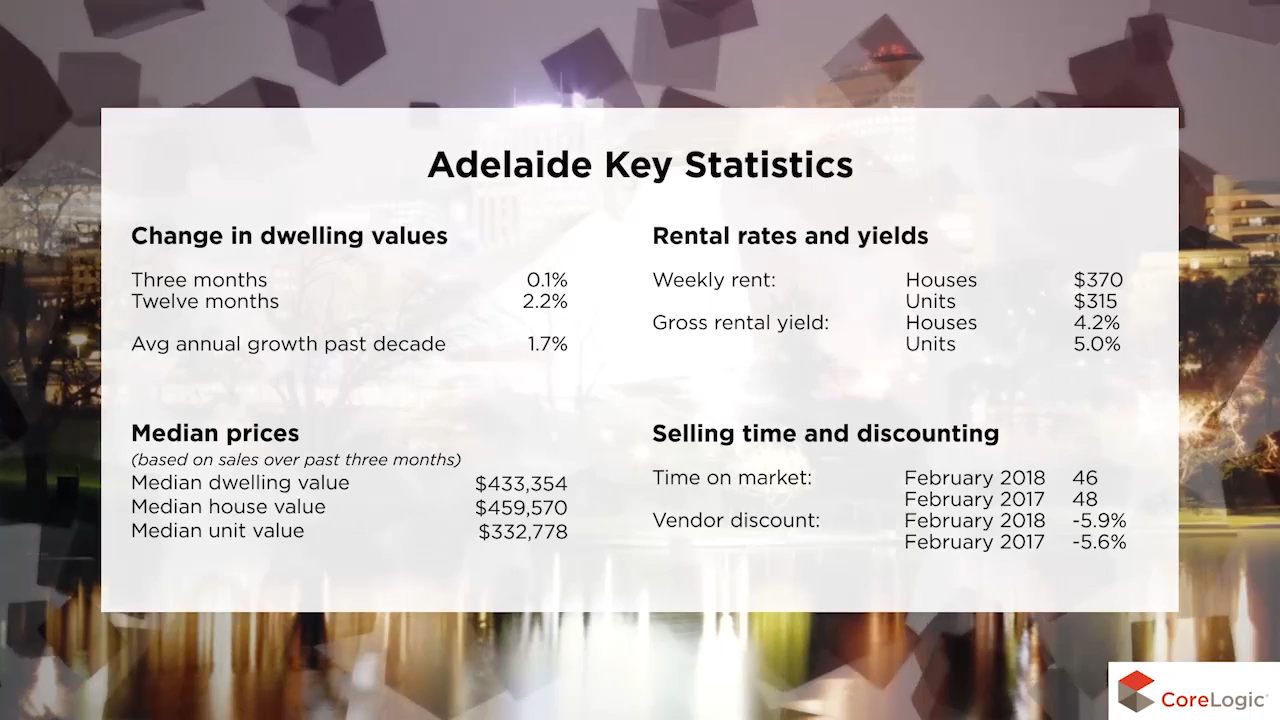 Adelaide Key Statistics
Change in dwelling values
Three months 0.1%
Twelve months 2.2%
Avg annual growth past decade 1.7%
Rental rates and yields
Weekly rent: Houses $370
Units $315
Gross rental yield: Houses 4.2%
Units 5.0%
Median prices
(based on sales over past three months)
Median dwelling value $433,354
Median house value $459,570
Median unit value $332,778
Selling time and discounting
Time on market: February 2018 46
February 2017 48
Vendor discount: February 2018 -5.9%
February 2017 -5.6%
CoreLogic